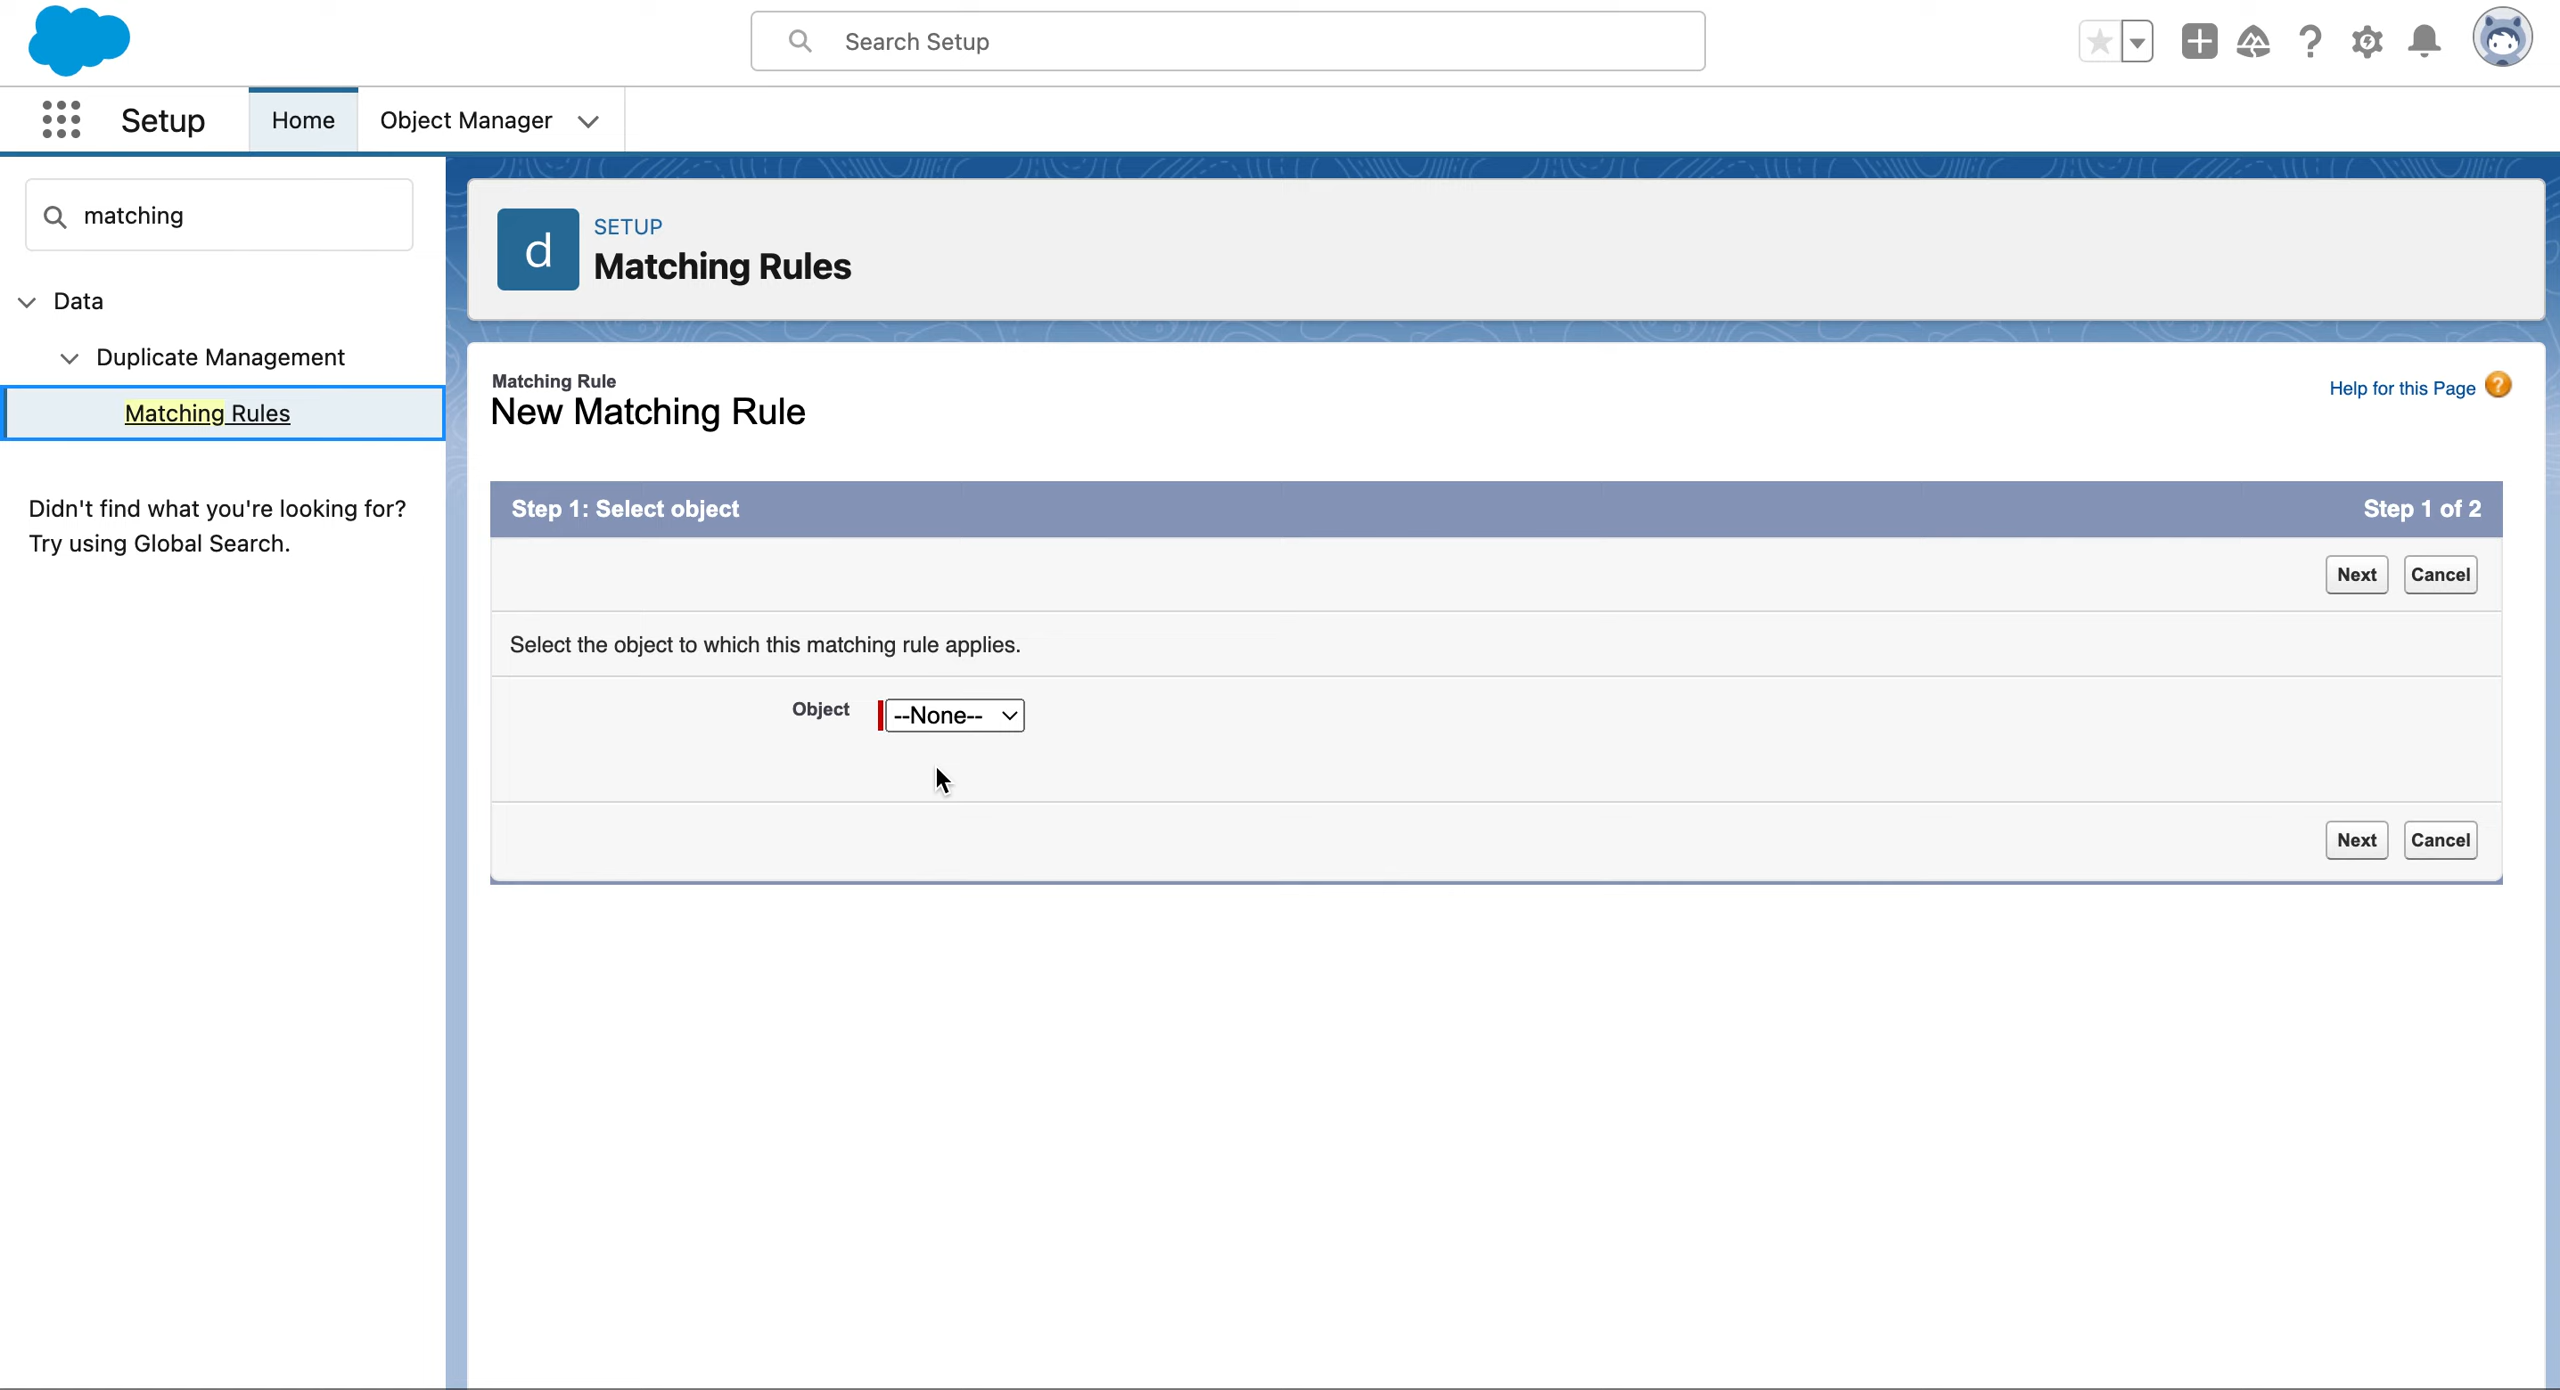 Search Setup
Setup
Home
Object Manager
matching
Data
Duplicate Management
Matching Rules
Didn't find what you're looking for?
Try using Global Search.
d
SETUP
Matching Rules
Matching Rule
New Matching Rule
Help for this Page
Step 1: Select object
Step 1 of 2
Next
Cancel
Select the object to which this matching rule applies.
Object
--None--
Next
Cancel